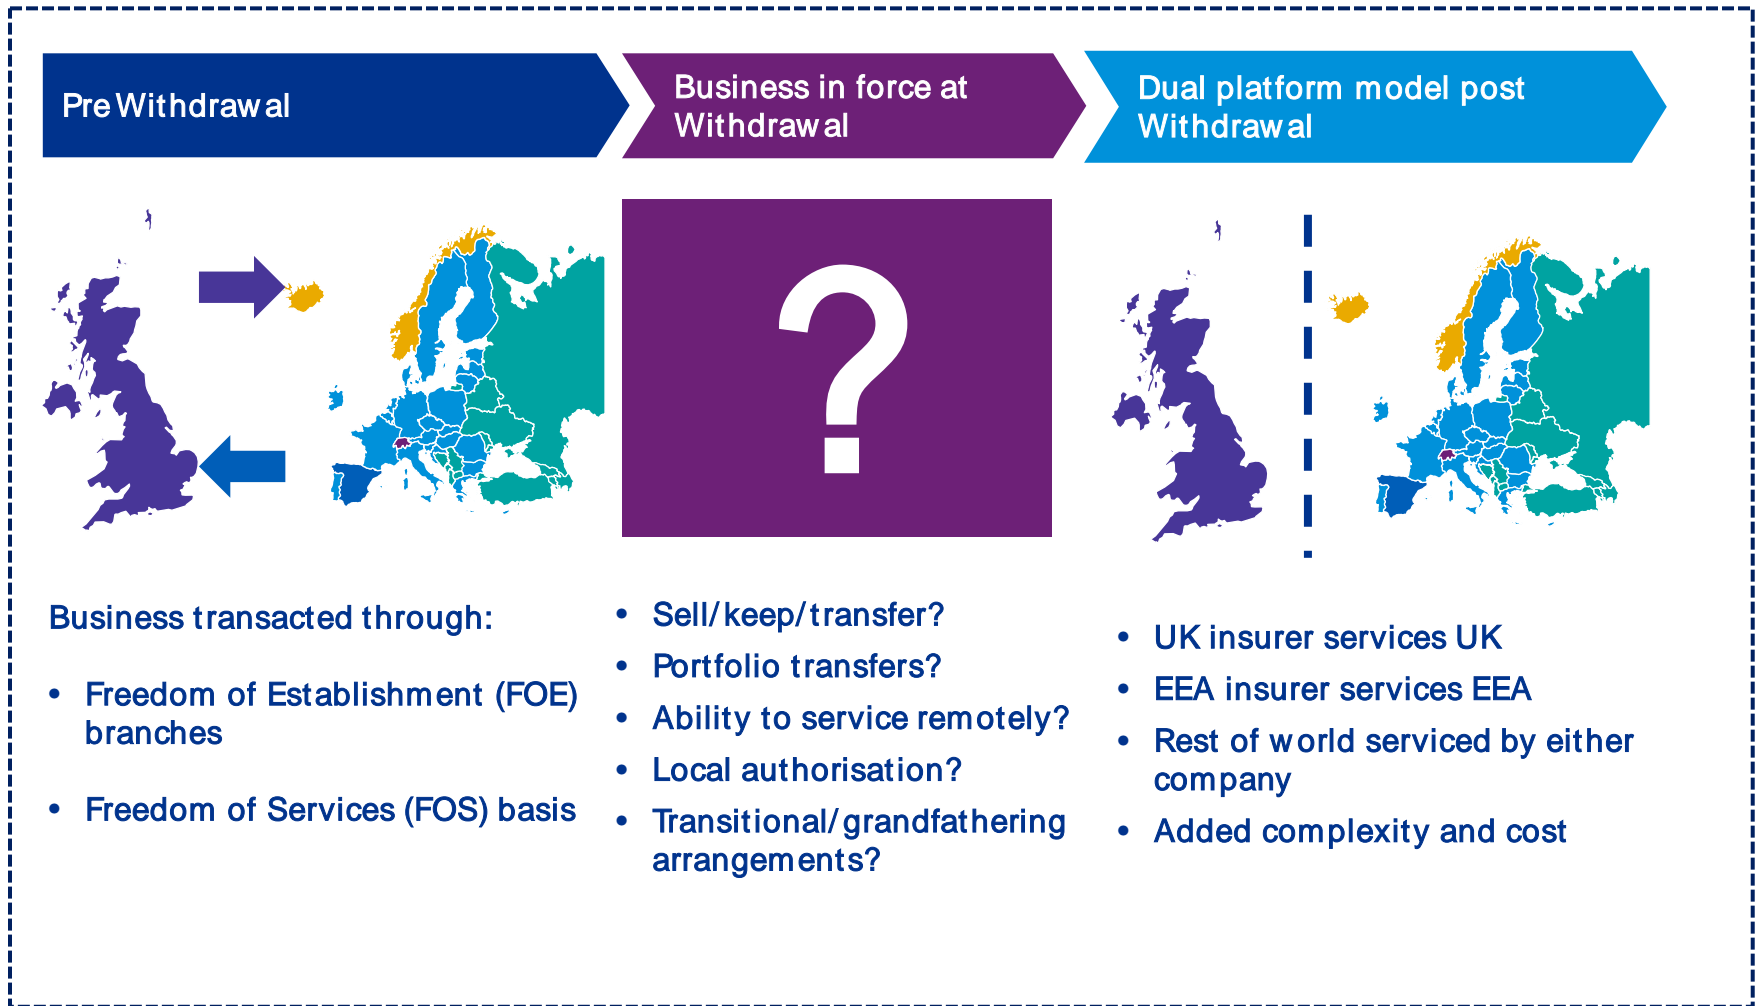 Pre Withdrawal
Business in force at
Withdrawal
Dual platform model post
Withdrawal
?
Business transacted through:
• Freedom of Establishment (FOE)
branches
• Freedom of Services (FOS) basis
• Sell/keep/transfer?
• Portfolio transfers?
• Ability to service remotely?
• Local authorisation?
• Transitional/grandfathering
arrangements?
• UK insurer services UK
• EEA insurer services EEA
• Rest of world serviced by either
company
• Added complexity and cost